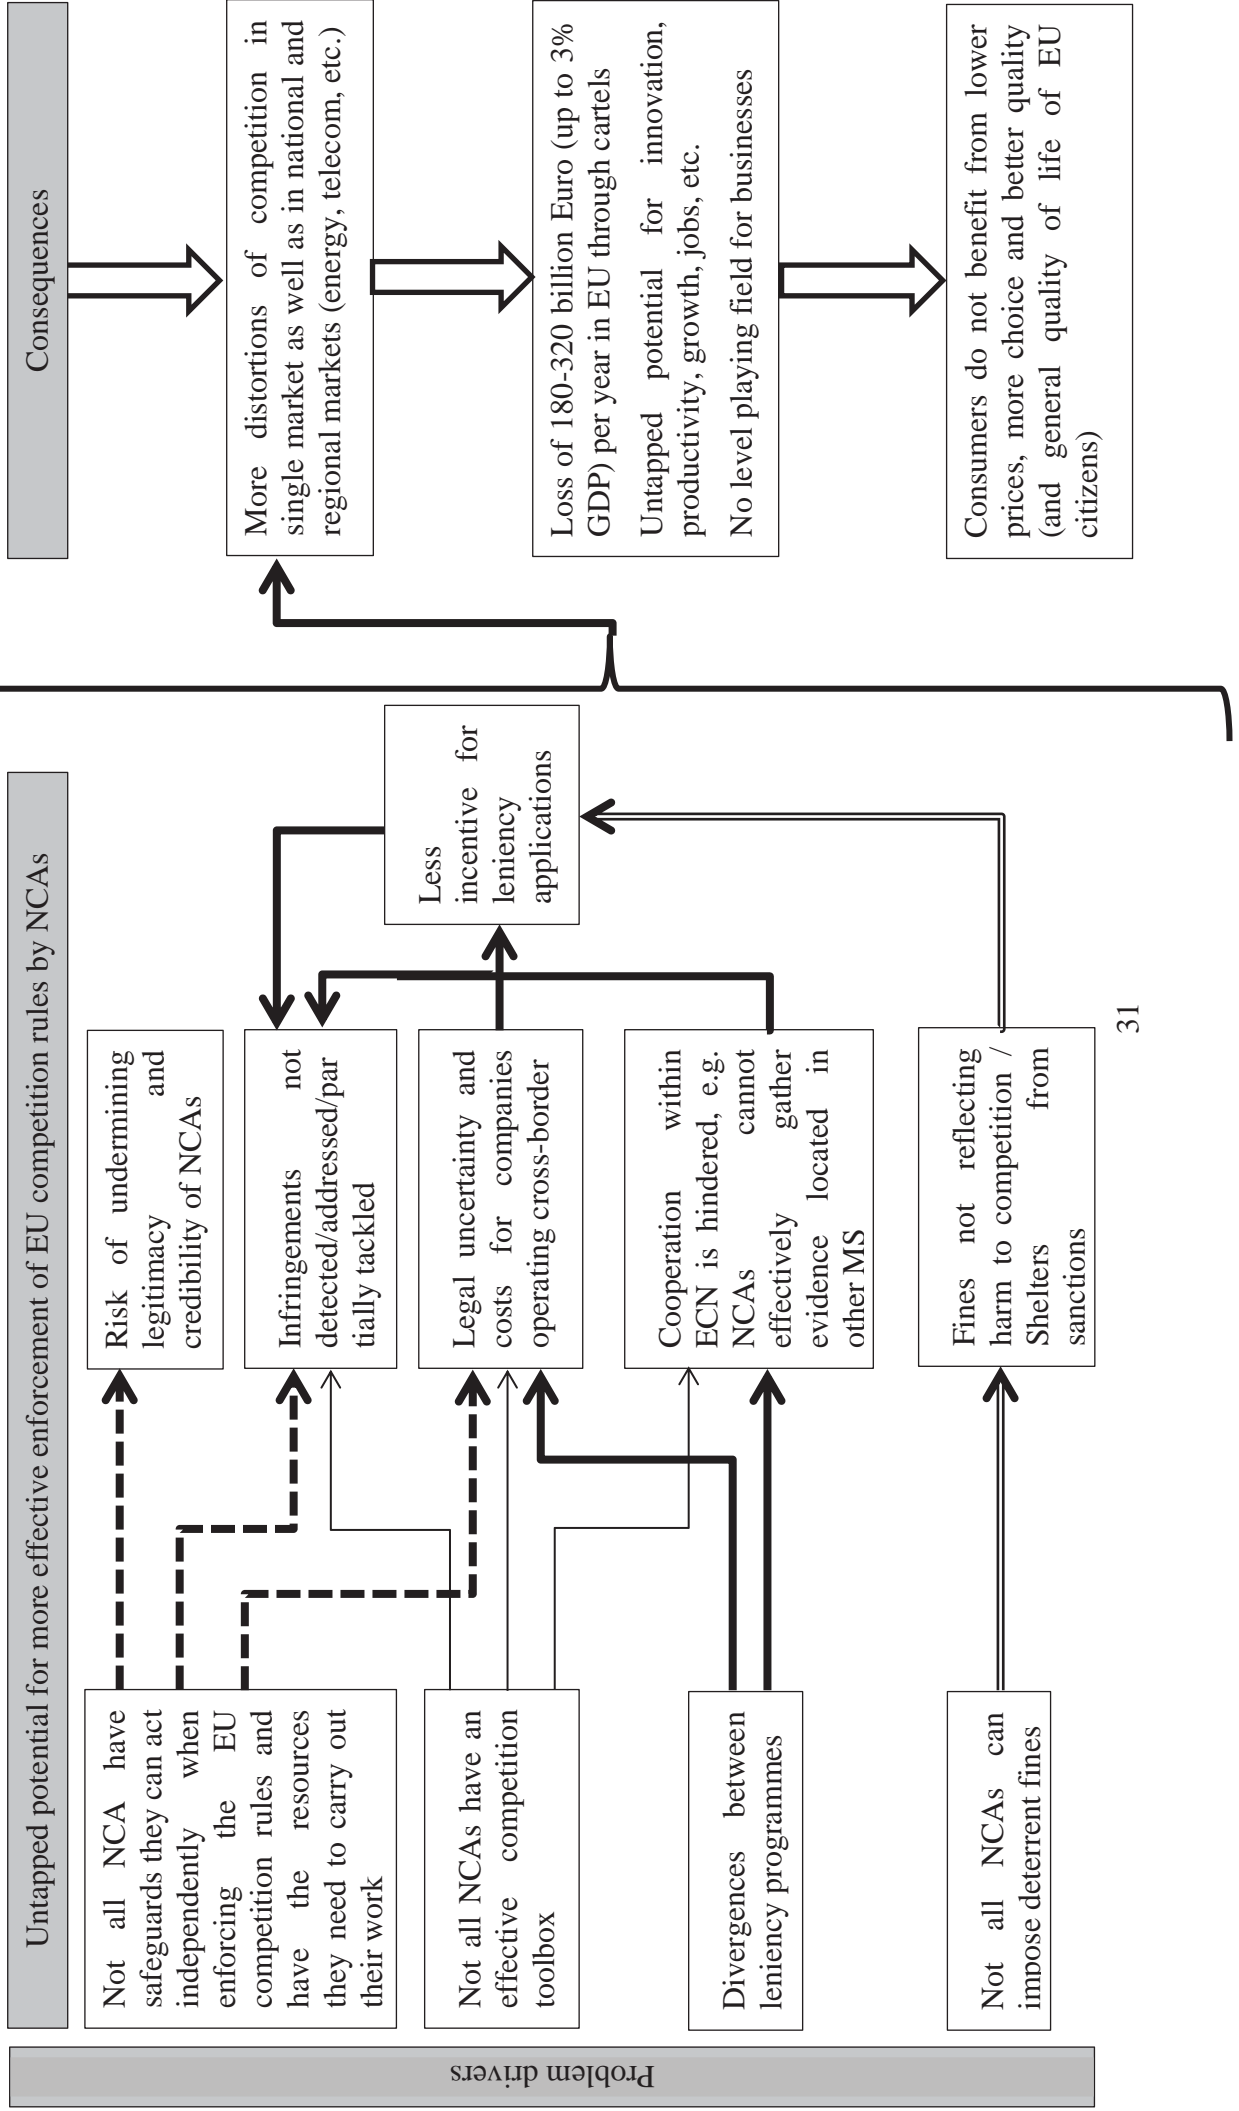 Untapped potential for more effective enforcement of EU competition rules by NCAs
Consequences
Problem drivers
Not all NCA have
safeguards they can act
independently when
enforcing the EU
competition rules and
have the resources
they need to carry out
their work
Not all NCAs have an
effective competition
toolbox
Divergences between
leniency programmes
Not all NCAs can
impose deterrent fines
Risk of undermining
legitimacy and
credibility of NCAs
Infringements not
detected/addressed/par
tially tackled
Legal uncertainty and
costs for companies
operating cross-border
Cooperation within
ECN is hindered, e.g.
NCAs cannot
effectively gather
evidence located in
other MS
Fines not reflecting
harm to competition /
Shelters from
sanctions
Less
incentive for
leniency
applications
More distortions of competition in
single market as well as in national and
regional markets (energy, telecom, etc.)
Loss of 180-320 billion Euro (up to 3%
GDP) per year in EU through cartels
Untapped potential for innovation,
productivity, growth, jobs, etc.
No level playing field for businesses
Consumers do not benefit from lower
prices, more choice and better quality
(and general quality of life of EU
citizens)
31